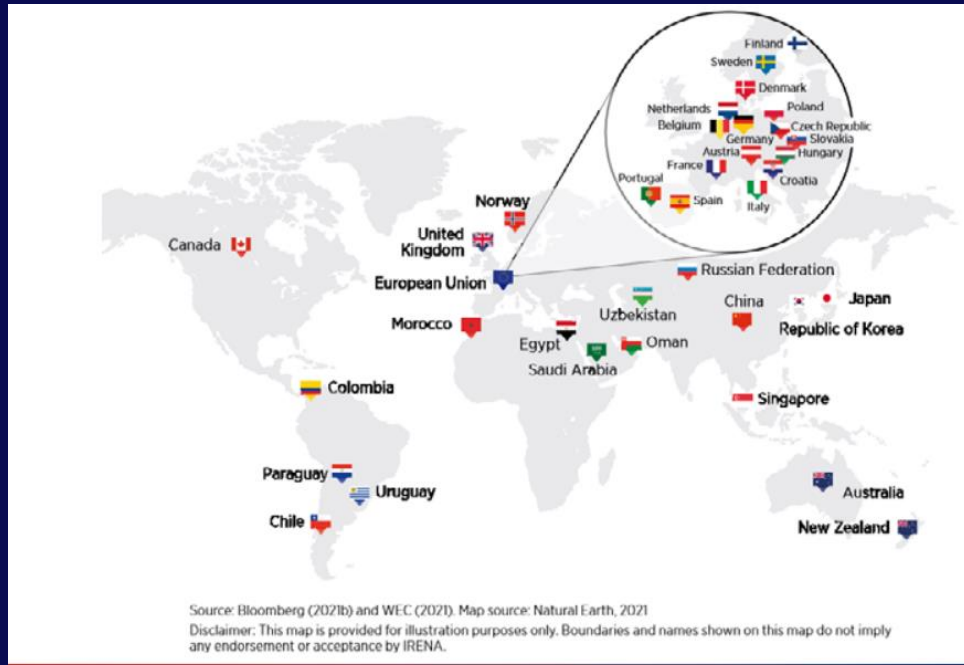 Finland
Sweden
Denmark
Netherlands
Poland
Belgium
Czech Republic
Germany
Slovakia
Austria
Hungary
France
Croatia
Portugal
Spain
Italy
Norway
Canada
United
Kingdom
European Union
Russian Federation
Uzbekistan
China
Japan
Morocco
Republic of Korea
Egypt
Oman
Saudi Arabia
Colombia
Singapore
Paraguay
Uruguay
Australia
Chile
New Zealand
Source: Bloomberg (2021b) and WEC (2021). Map source: Natural Earth, 2021
Disclaimer: This map is provided for illustration purposes only. Boundaries and names shown on this map do not imply
any endorsement or acceptance by IRENA.